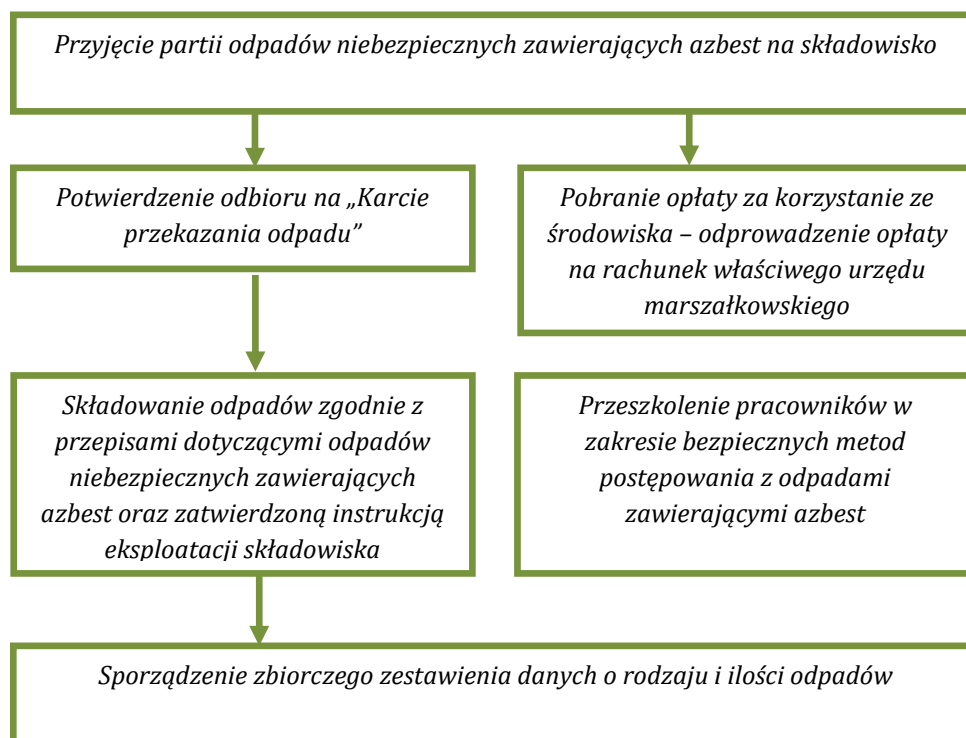 Przyjęcie partii odpadów niebezpiecznych zawierających azbest na składowisko
Potwierdzenie odbioru na „Karcie
przekazania odpadu”
Pobranie opłaty za korzystanie ze
środowiska – odprowadzenie opłaty
na rachunek właściwego urzędu
marszałkowskiego
Składowanie odpadów zgodnie z
przepisami dotyczącymi odpadów
niebezpiecznych zawierających
azbest oraz zatwierdzoną instrukcją
eksploatacji składowiska
Przeszkolenie pracowników w
zakresie bezpiecznych metod
postępowania z odpadami
zawierającymi azbest
Sporządzenie zbiorczego zestawienia danych o rodzaju i ilości odpadów